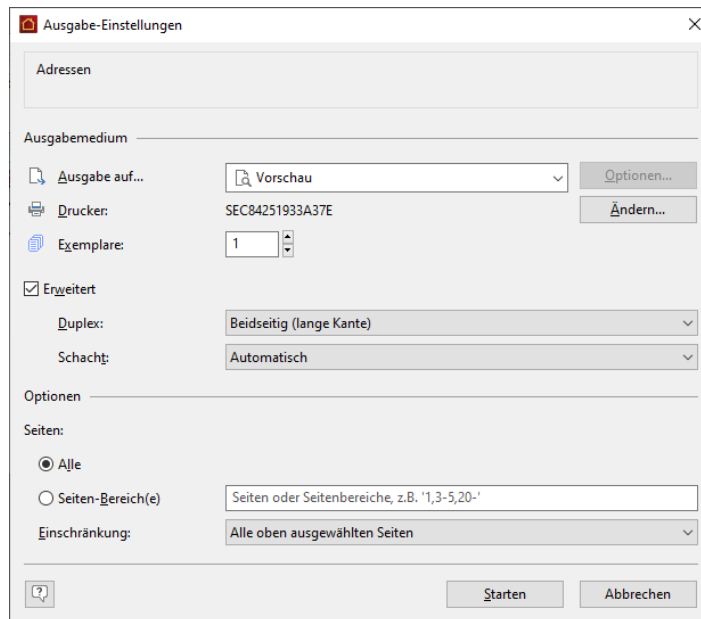 Ausgabe-Einstellungen
Adressen
Ausgabemedium
Ausgabe auf... Vorschau Optionen...
Drucker: SEC84251933A37E Ändern...
Exemplare: 1
Erweitert
Duplex: Beidseitig (lange Kante)
Schacht: Automatisch
Optionen
Seiten:
Alle
Seiten-Bereich(e) Seiten oder Seitenbereiche, z.B. '1,3-5,20-'
Einschränkung: Alle oben ausgewählten Seiten
Starten Abbrechen